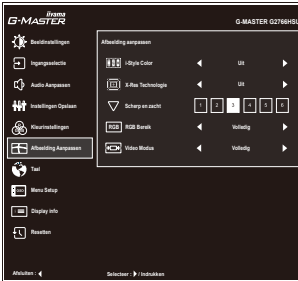 iiyama
G-MASTER
G-MASTER G2766HSU
Beeldinstellingen
Afbeelding aanpassen
Ingangsselectie
i-Style Color
Uit
Audio Aanpassen
X-Res Technologie
Uit
Instellingen Opslaan
Scherp en zacht
1 2 3 4 5 6
Kleurinstellingen
RGB RGB Bereik
Volledig
Afbeelding Aanpassen
Video Modus
Volledig
Taal
OSD Menu Setup
Display info
Resetten
Afsluiten :
Selecteer : / Indrukken